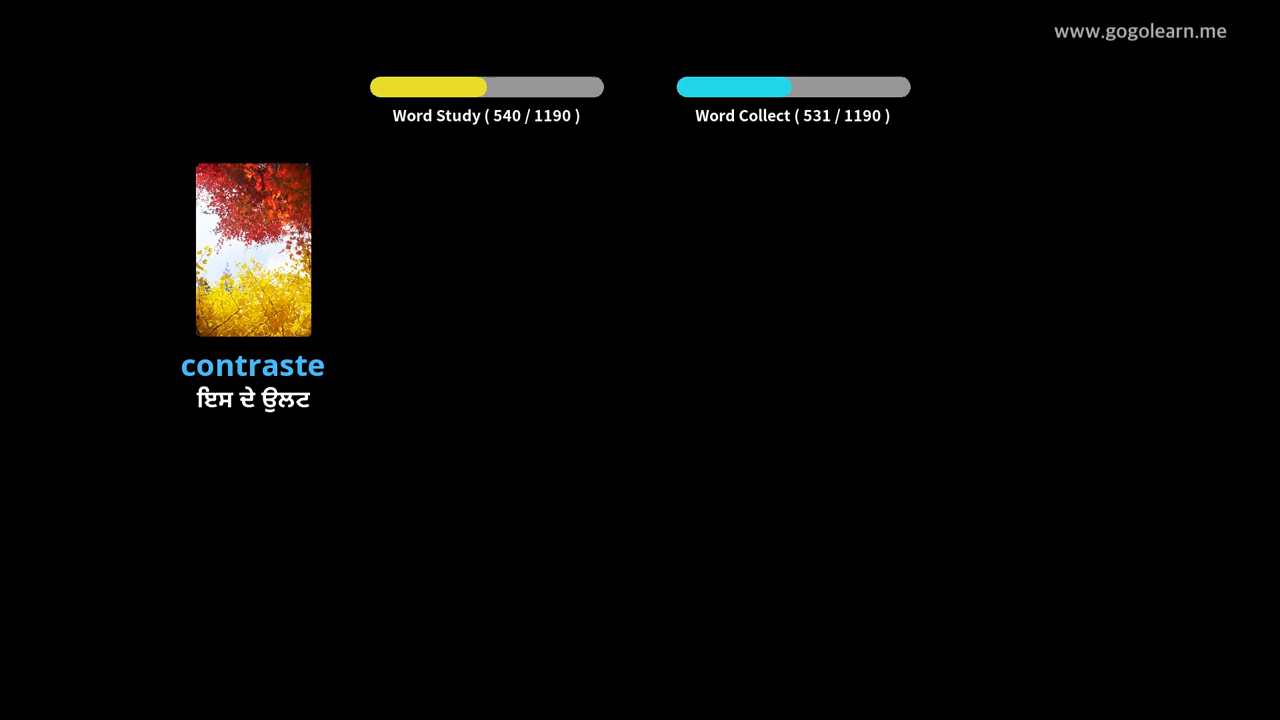 www.gogolearn.me
Word Study ( 540 / 1190 )
Word Collect ( 531 / 1190 )
contraste
ਇਸ ਦੇ ਉਲਟ